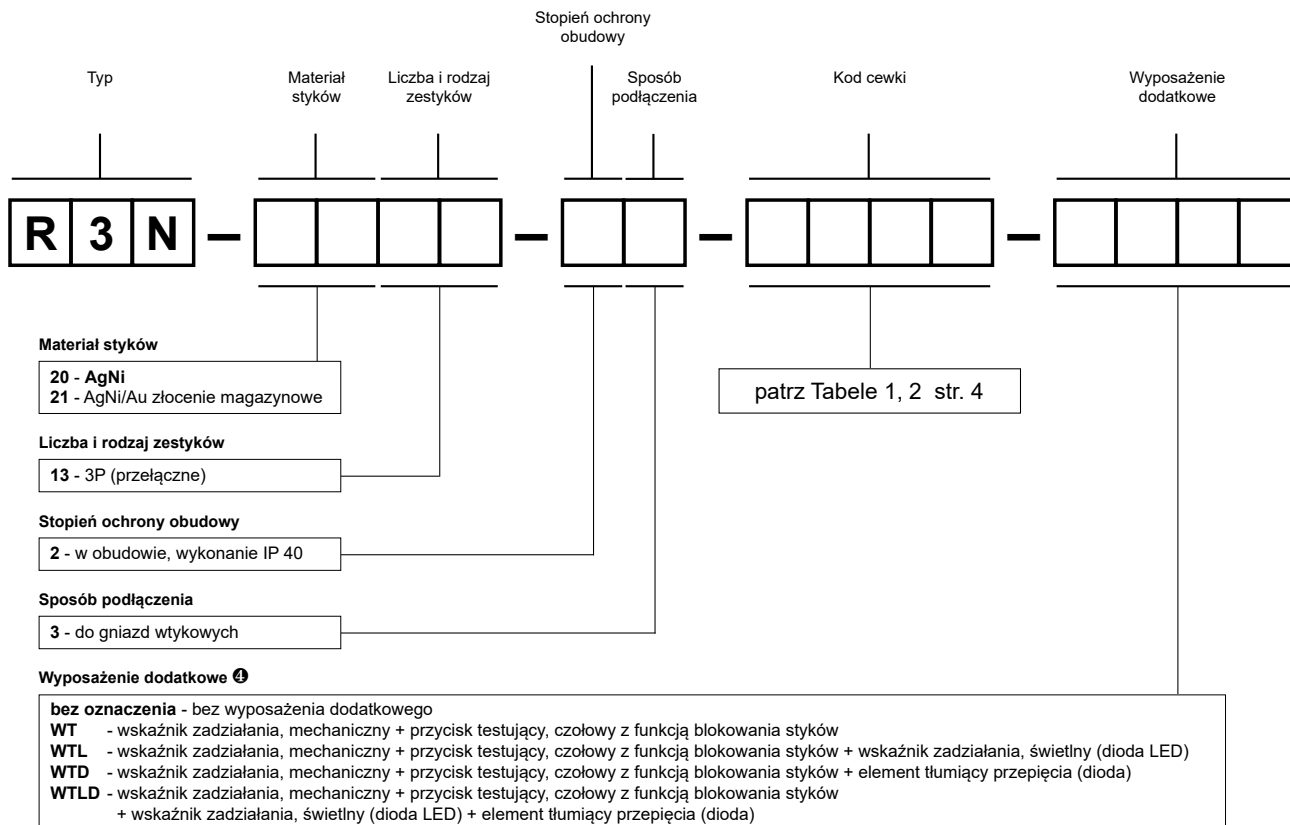 Stopień ochrony
obudowy
Typ
Materiał
styków
Liczba i rodzaj
zestyków
Sposób
podłączenia
Kod cewki
Wyposażenie
dodatkowe
R 3 N – – – –
Materiał styków
20 - AgNi
21 - AgNi/Au złocenie magazynowe
patrz Tabele 1, 2 str. 4
Liczba i rodzaj zestyków
13 - 3P (przełączne)
Stopień ochrony obudowy
2 - w obudowie, wykonanie IP 40
Sposób podłączenia
3 - do gniazd wtykowych
Wyposażenie dodatkowe ❹
bez oznaczenia - bez wyposażenia dodatkowego
WT - wskaźnik zadziałania, mechaniczny + przycisk testujący, czołowy z funkcją blokowania styków
WTL - wskaźnik zadziałania, mechaniczny + przycisk testujący, czołowy z funkcją blokowania styków + wskaźnik zadziałania, świetlny (dioda LED)
WTD - wskaźnik zadziałania, mechaniczny + przycisk testujący, czołowy z funkcją blokowania styków + element tłumiący przepięcia (dioda)
WTLD - wskaźnik zadziałania, mechaniczny + przycisk testujący, czołowy z funkcją blokowania styków
+ wskaźnik zadziałania, świetlny (dioda LED) + element tłumiący przepięcia (dioda)